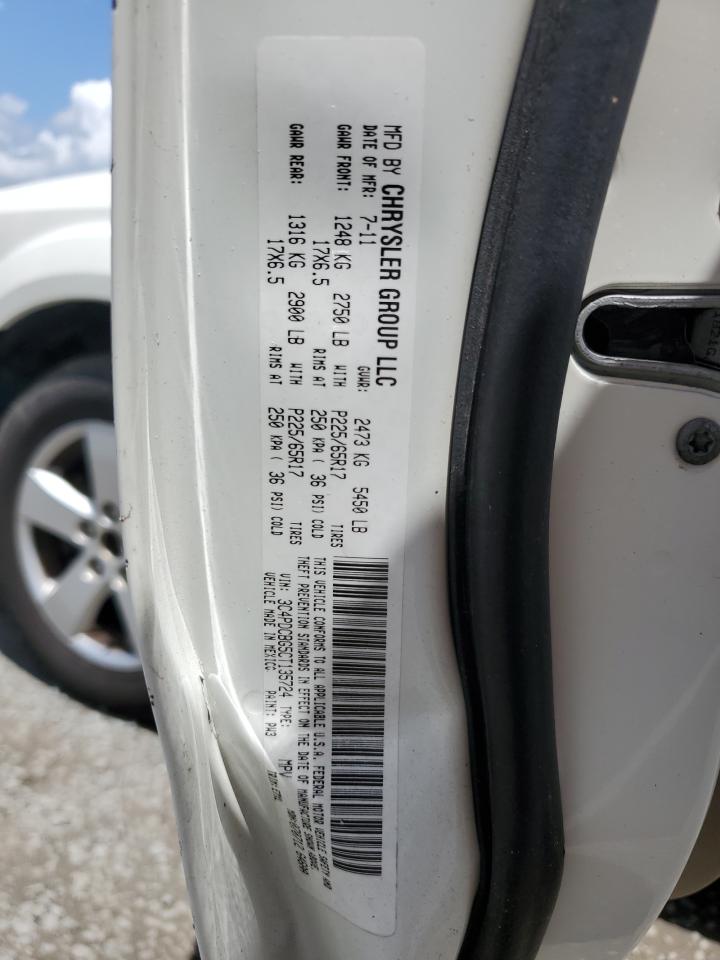 MFD BY CHRYSLER GROUP LLC
DATE OF MFR: 7-11 GVWR: 2473 KG 5450 LB
GAWR FRONT: 1248 KG 2750 LB WITH P225/65R17 TIRES
17X6.5 RIMS AT 250 KPA ( 36 PSI) COLD
GAWR REAR: 1316 KG 2900 LB WITH P225/65R17 TIRES
17X6.5 RIMS AT 250 KPA ( 36 PSI) COLD
THIS VEHICLE CONFORMS TO ALL APPLICABLE U.S.A. FEDERAL MOTOR VEHICLE SAFETY AND
THEFT PREVENTION STANDARDS IN EFFECT ON THE DATE OF MANUFACTURE SHOWN ABOVE.
VIN: 3C4PDCBG5CT135724 TYPE: MPV
VEHICLE MADE IN MEXICO PAINT: PW3